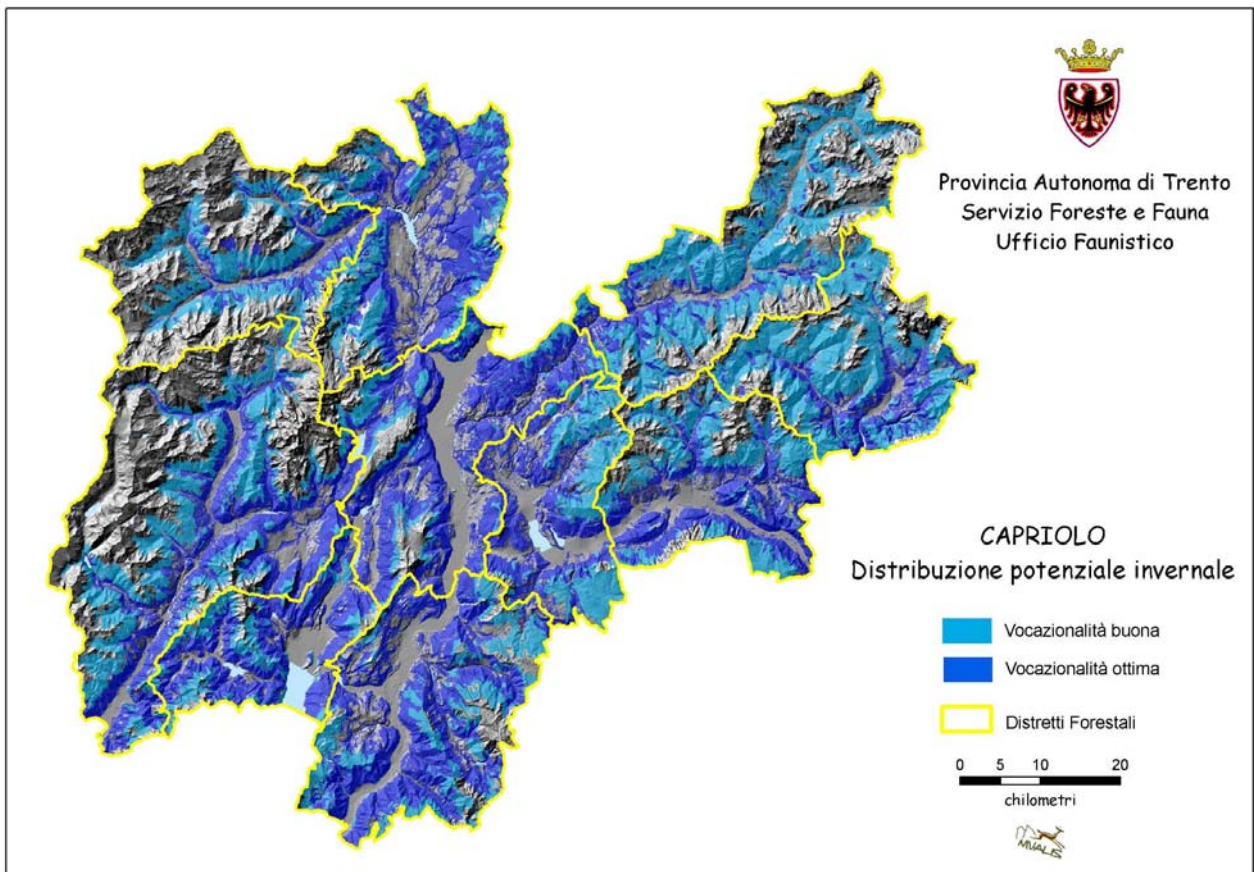 Provincia Autonoma di Trento
Servizio Foreste e Fauna
Ufficio Faunistico
CAPRIOLO
Distribuzione potenziale invernale
Vocazionalità buona
Vocazionalità ottima
Distretti Forestali
0 5 10 20
chilometri